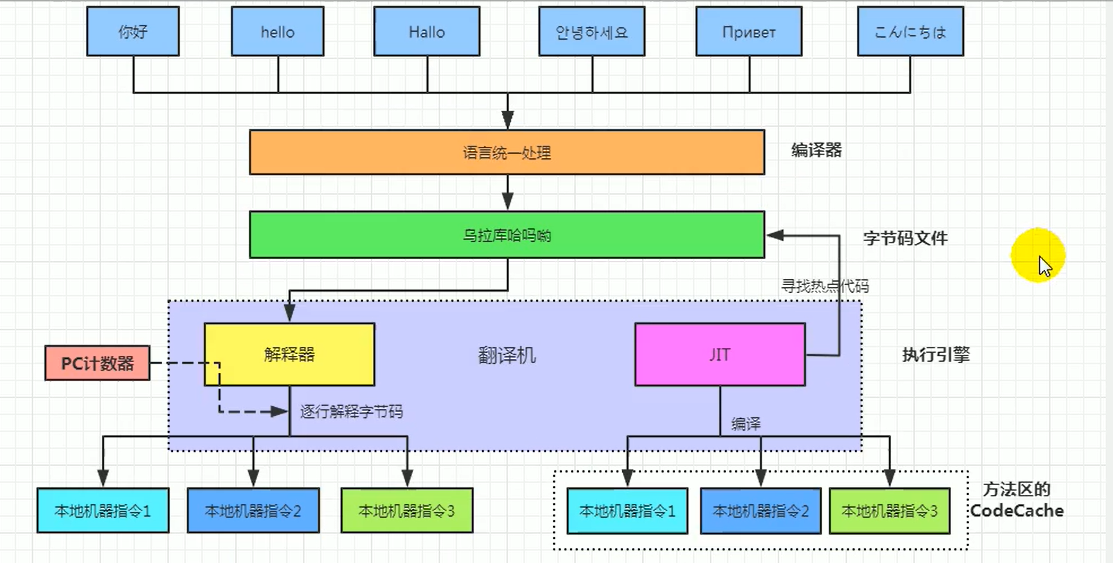 你好
hello
Hallo
안녕하세요
Привет
こんにちは
语言统一处理
编译器
乌拉库哈吗哟
字节码文件
寻找热点代码
PC计数器
解释器
翻译机
JIT
执行引擎
逐行解释字节码
编译
本地机器指令1
本地机器指令2
本地机器指令3
本地机器指令1
本地机器指令2
本地机器指令3
方法区的
CodeCache